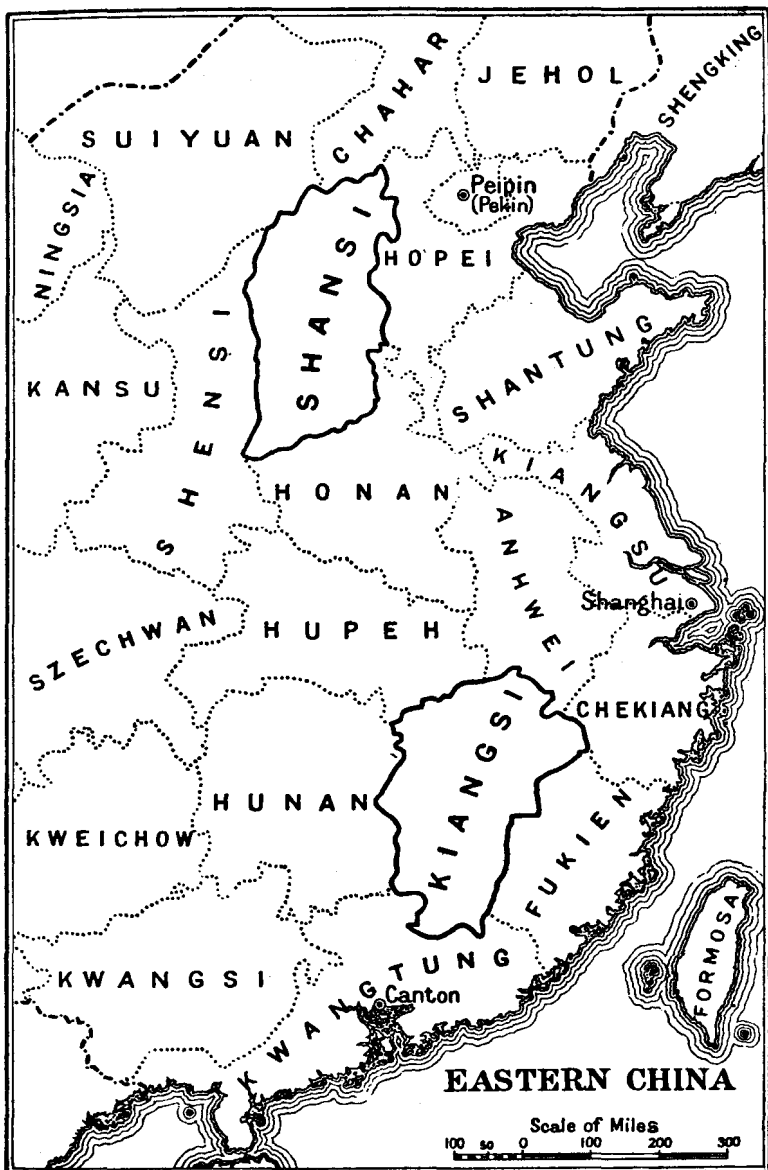 CHAHAR
JEHOL
SHENGKING
SUIYUAN
NINGSIA
Peipin
(Pekin)
SHANSI
HOPEI
SHENSI
KANSU
SHANTUNG
KIANGSU
HONAN
ANHWEI
Shanghai
SZECHWAN
HUPEH
CHEKIANG
KIANGSI
HUNAN
KWEICHOW
FUKIEN
FORMOSA
KWANGSI
KWANGTUNG
Canton
EASTERN CHINA
Scale of Miles
100 50 0 100 200 300